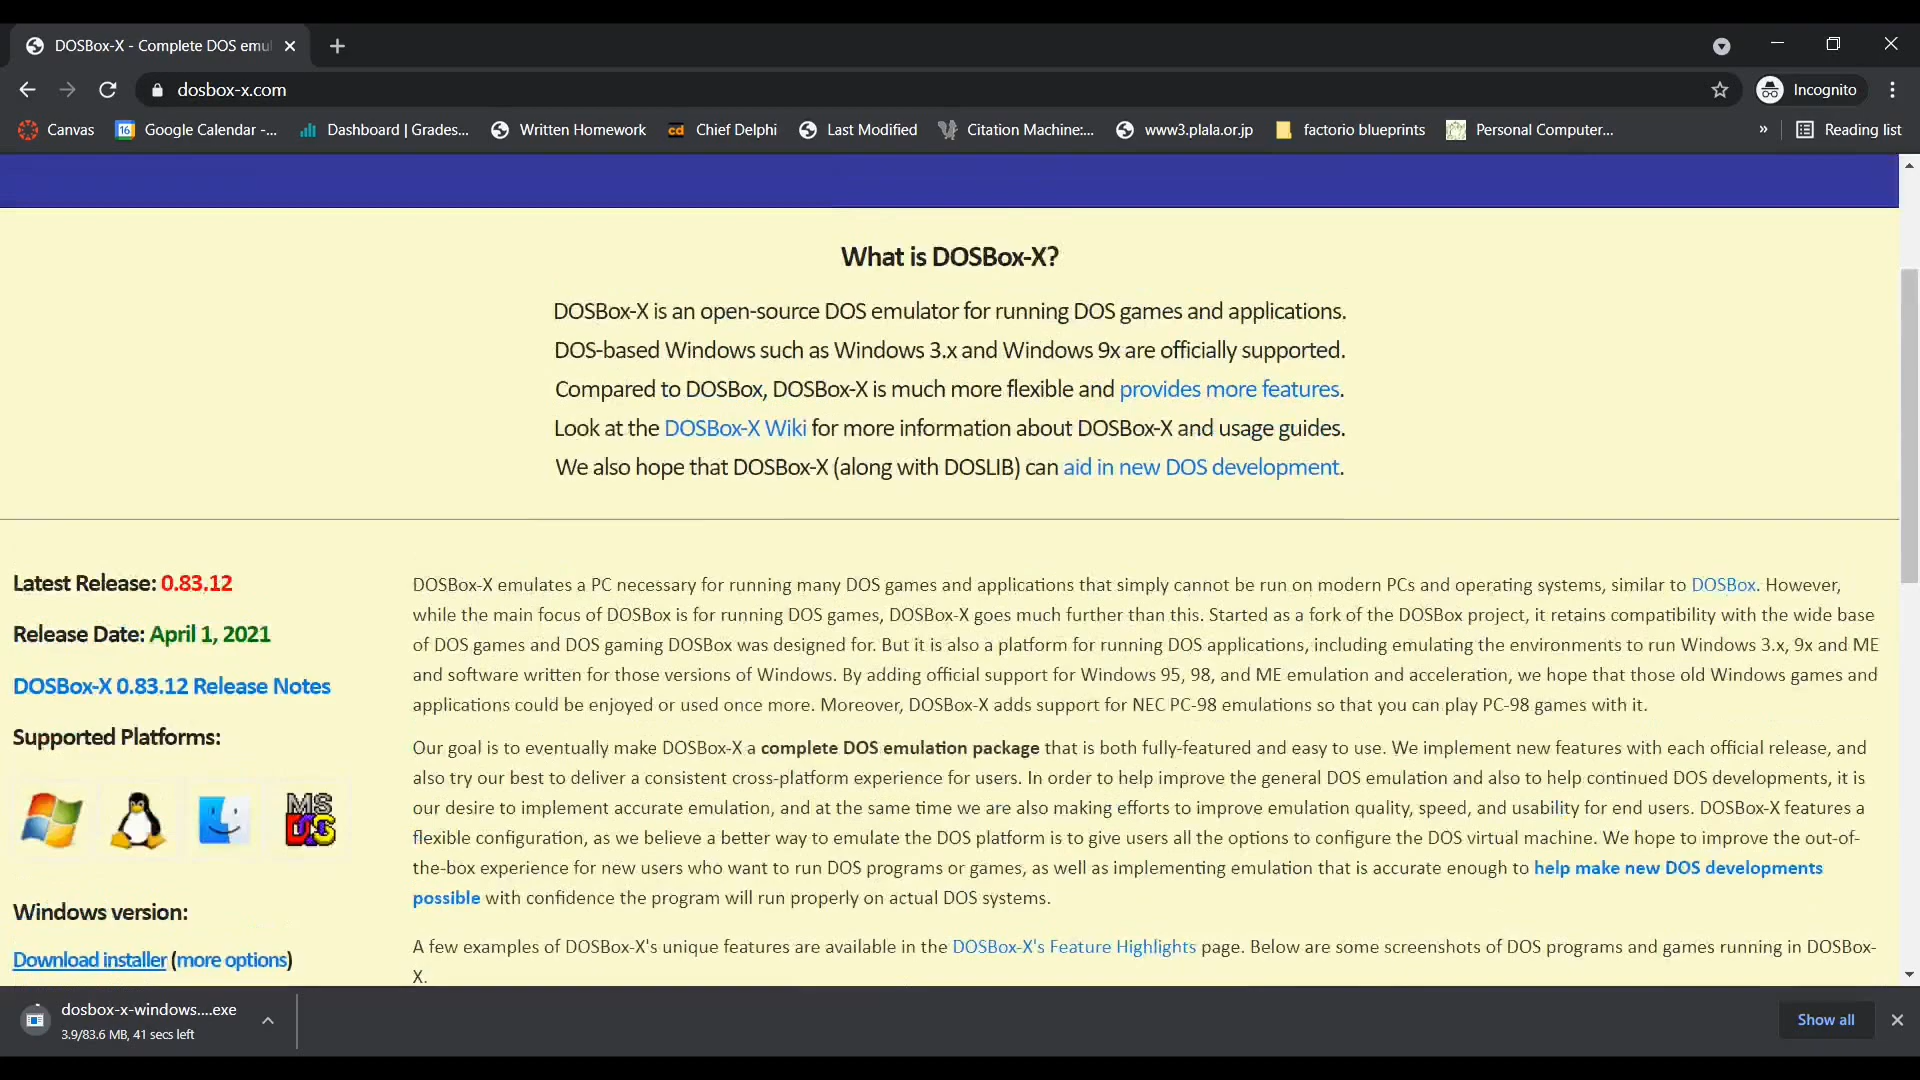 DOSBox-X - Complete DOS emul
dosbox-x.com
Incognito
Canvas
16
Google Calendar -...
Dashboard | Grades...
Written Homework
cd
Chief Delphi
Last Modified
Citation Machine:...
www3.plala.or.jp
factorio blueprints
Personal Computer...
»
Reading list
What is DOSBox-X?
DOSBox-X is an open-source DOS emulator for running DOS games and applications.
DOS-based Windows such as Windows 3.x and Windows 9x are officially supported.
Compared to DOSBox, DOSBox-X is much more flexible and provides more features.
Look at the DOSBox-X Wiki for more information about DOSBox-X and usage guides.
We also hope that DOSBox-X (along with DOSLIB) can aid in new DOS development.
Latest Release: 0.83.12
Release Date: April 1, 2021
DOSBox-X 0.83.12 Release Notes
Supported Platforms:
MS
DOS
Windows version:
Download installer (more options)
DOSBox-X emulates a PC necessary for running many DOS games and applications that simply cannot be run on modern PCs and operating systems, similar to DOSBox. However,
while the main focus of DOSBox is for running DOS games, DOSBox-X goes much further than this. Started as a fork of the DOSBox project, it retains compatibility with the wide base
of DOS games and DOS gaming DOSBox was designed for. But it is also a platform for running DOS applications, including emulating the environments to run Windows 3.x, 9x and ME
and software written for those versions of Windows. By adding official support for Windows 95, 98, and ME emulation and acceleration, we hope that those old Windows games and
applications could be enjoyed or used once more. Moreover, DOSBox-X adds support for NEC PC-98 emulations so that you can play PC-98 games with it.
Our goal is to eventually make DOSBox-X a complete DOS emulation package that is both fully-featured and easy to use. We implement new features with each official release, and
also try our best to deliver a consistent cross-platform experience for users. In order to help improve the general DOS emulation and also to help continued DOS developments, it is
our desire to implement accurate emulation, and at the same time we are also making efforts to improve emulation quality, speed, and usability for end users. DOSBox-X features a
flexible configuration, as we believe a better way to emulate the DOS platform is to give users all the options to configure the DOS virtual machine. We hope to improve the out-of-
the-box experience for new users who want to run DOS programs or games, as well as implementing emulation that is accurate enough to help make new DOS developments
possible with confidence the program will run properly on actual DOS systems.
A few examples of DOSBox-X's unique features are available in the DOSBox-X's Feature Highlights page. Below are some screenshots of DOS programs and games running in DOSBox-
X.
dosbox-x-windows....exe
3.9/83.6 MB, 41 secs left
Show all